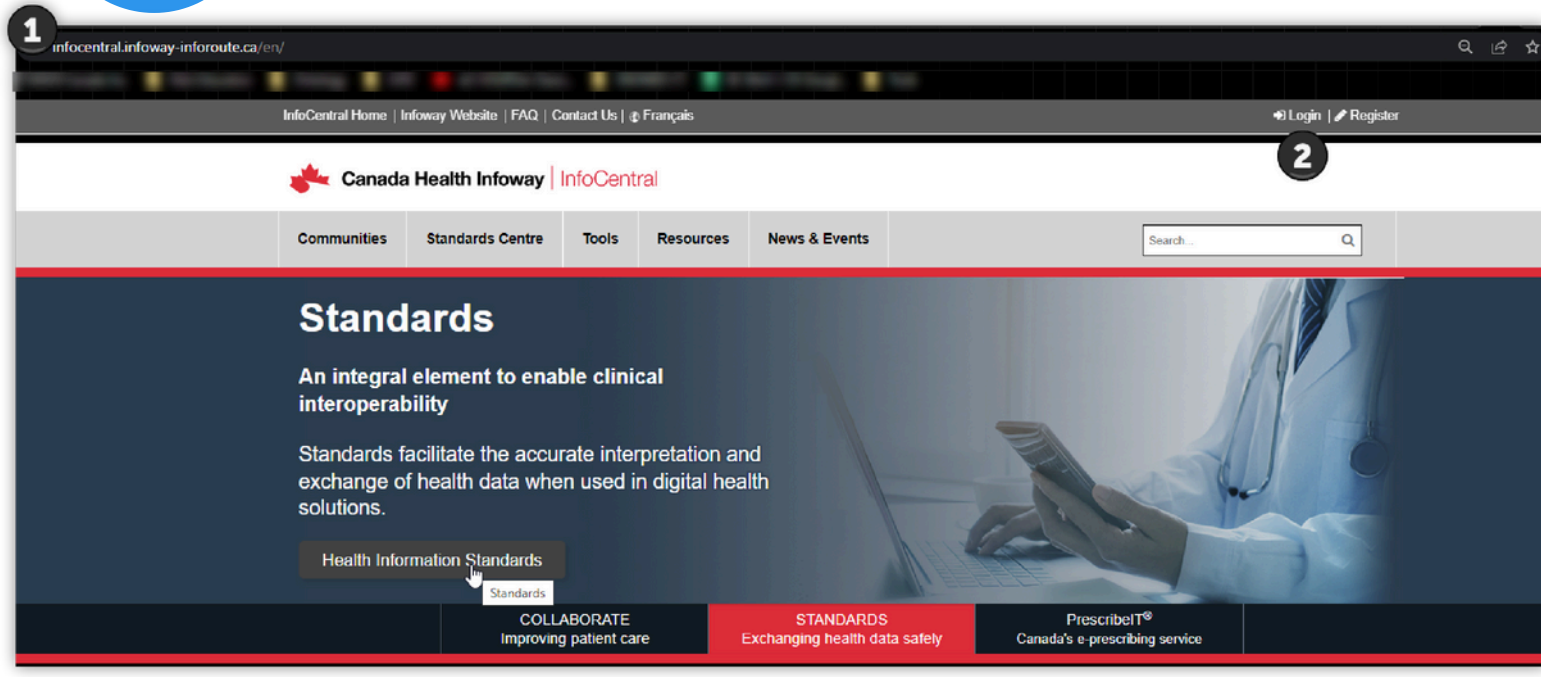 1
infocentral.infoway-inforoute.ca/en/
InfoCentral Home | Infoway Website | FAQ | Contact Us | Français
Login | Register
2
Canada Health Infoway | InfoCentral
Communities Standards Centre Tools Resources News & Events
Search...
Standards
An integral element to enable clinical
interoperability
Standards facilitate the accurate interpretation and
exchange of health data when used in digital health
solutions.
Health Information Standards
Standards
COLLABORATE
Improving patient care
STANDARDS
Exchanging health data safely
PrescribeIT®
Canada's e-prescribing service